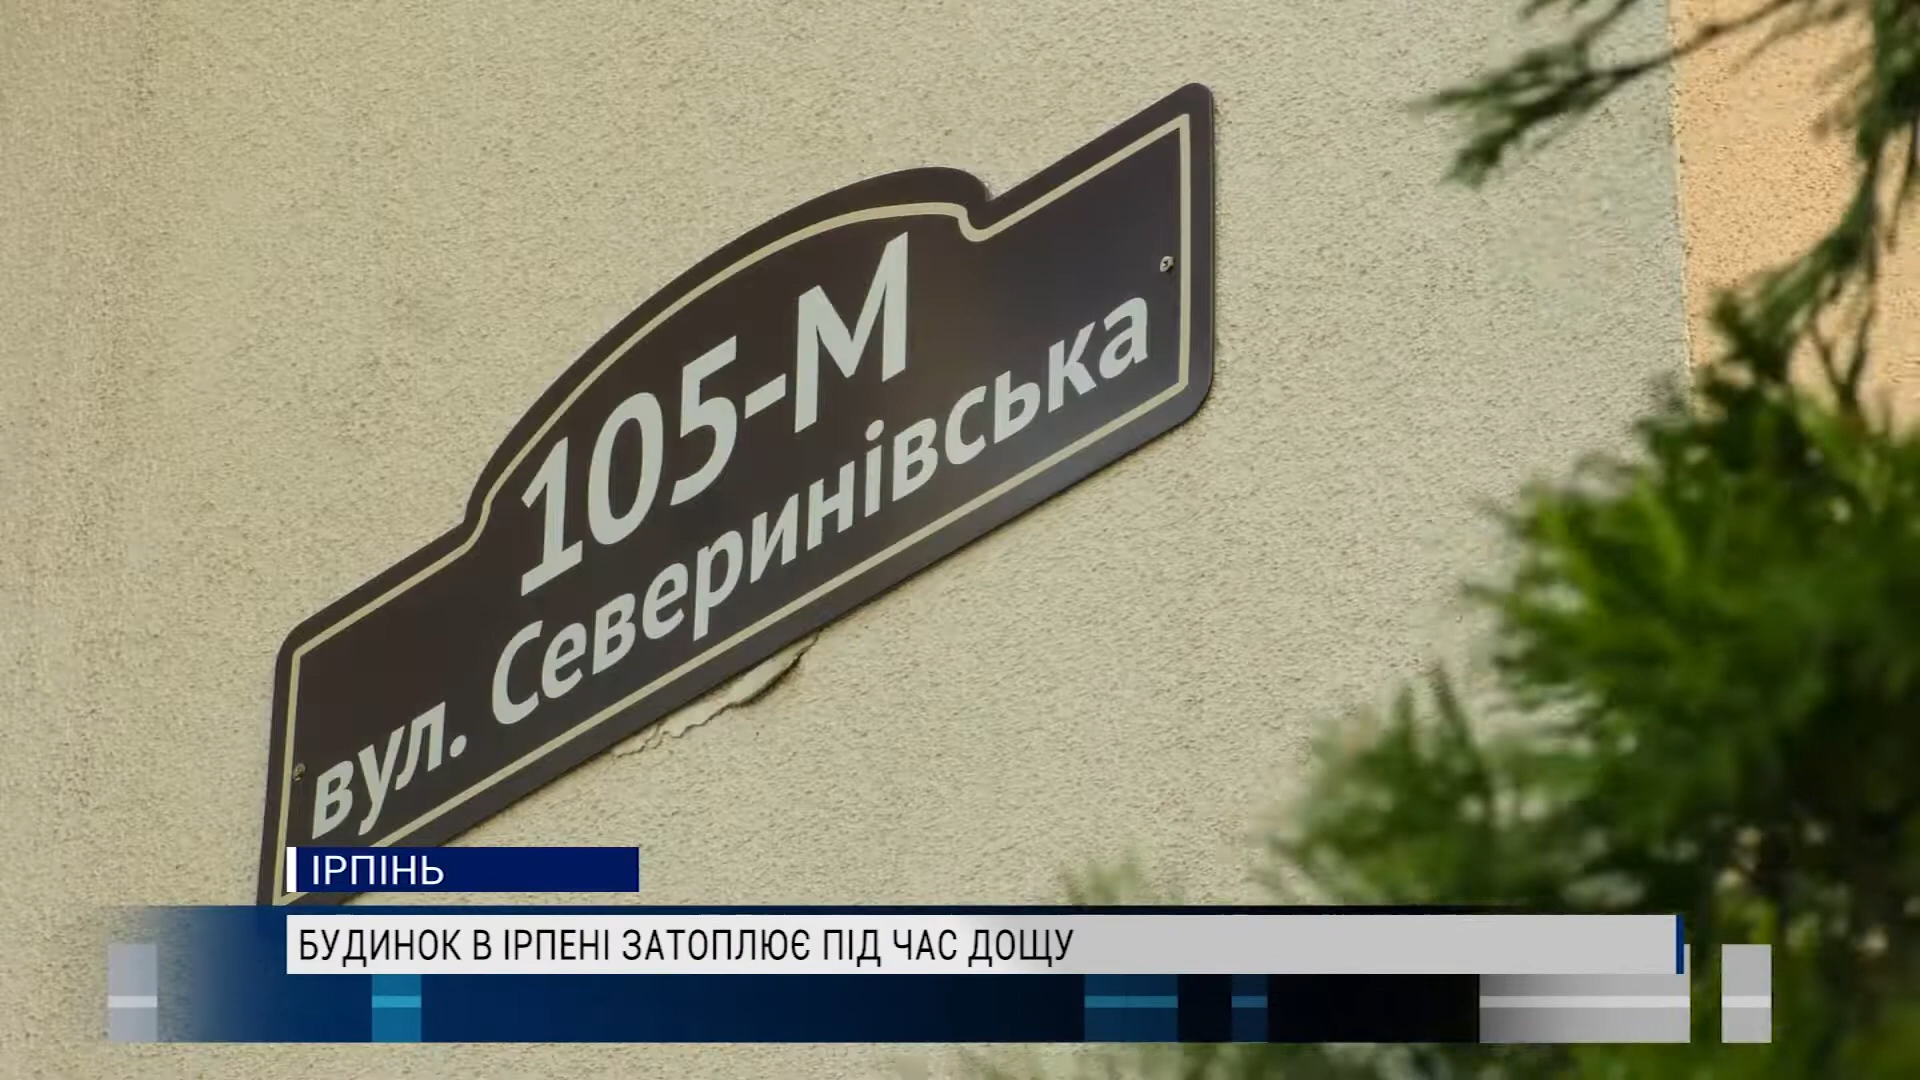 105-М
вул. Северинівська
ІРПІНЬ
БУДИНОК В ІРПЕНІ ЗАТОПЛЮЄ ПІД ЧАС ДОЩУ